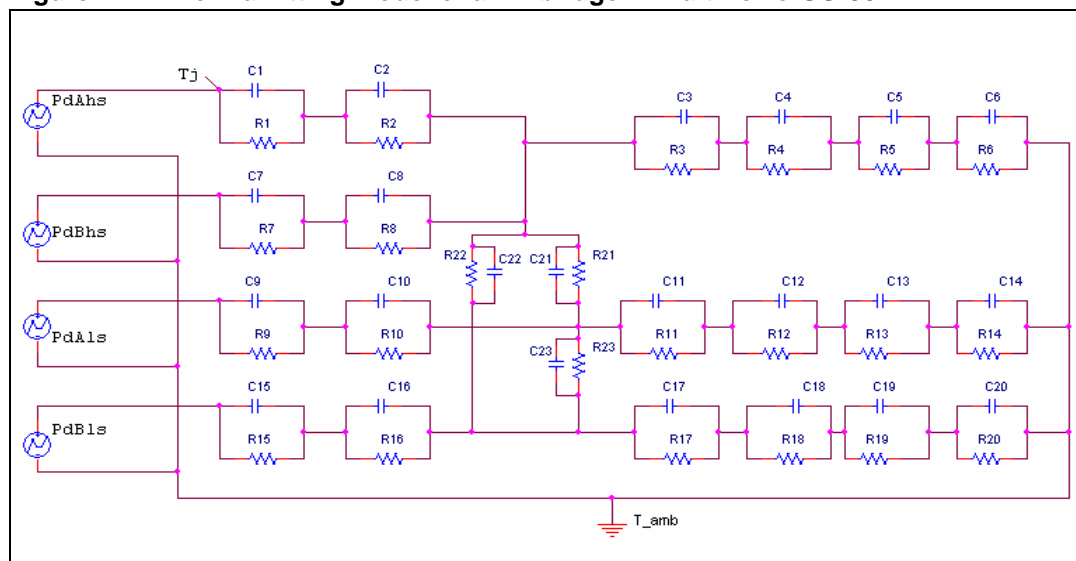 Tj
C1
C2
PdAhs
R1
R2
C3
C4
C5
C6
R3
R4
R5
R6
C7
C8
PdBhs
R7
R8
R22
C22
C21
R21
C9
C10
PdAls
R9
R10
C11
C12
C13
C14
R11
R12
R13
R14
C23
R23
C15
C16
PdBls
R15
R16
C17
C18
C19
C20
R17
R18
R19
R20
T_amb